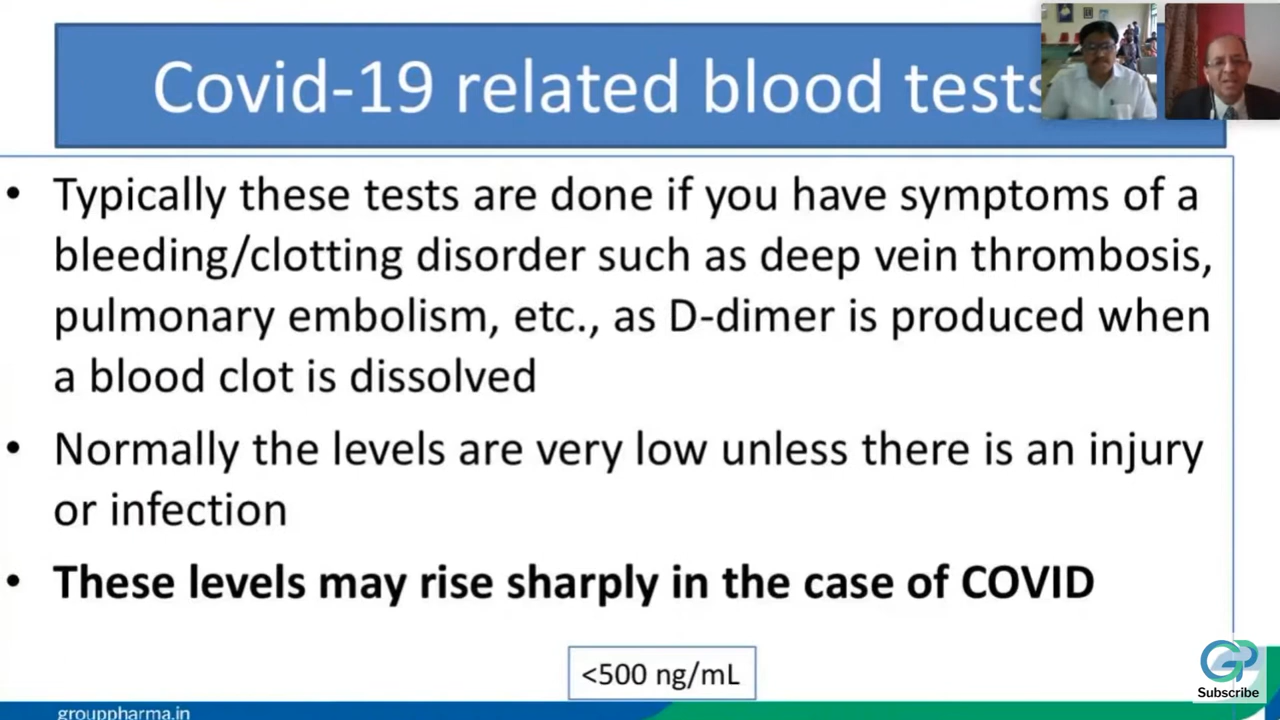 Covid-19 related blood tests
• Typically these tests are done if you have symptoms of a
bleeding/clotting disorder such as deep vein thrombosis,
pulmonary embolism, etc., as D-dimer is produced when
a blood clot is dissolved
• Normally the levels are very low unless there is an injury
or infection
• These levels may rise sharply in the case of COVID
<500 ng/mL
GP
Subscribe
grouppharma.in